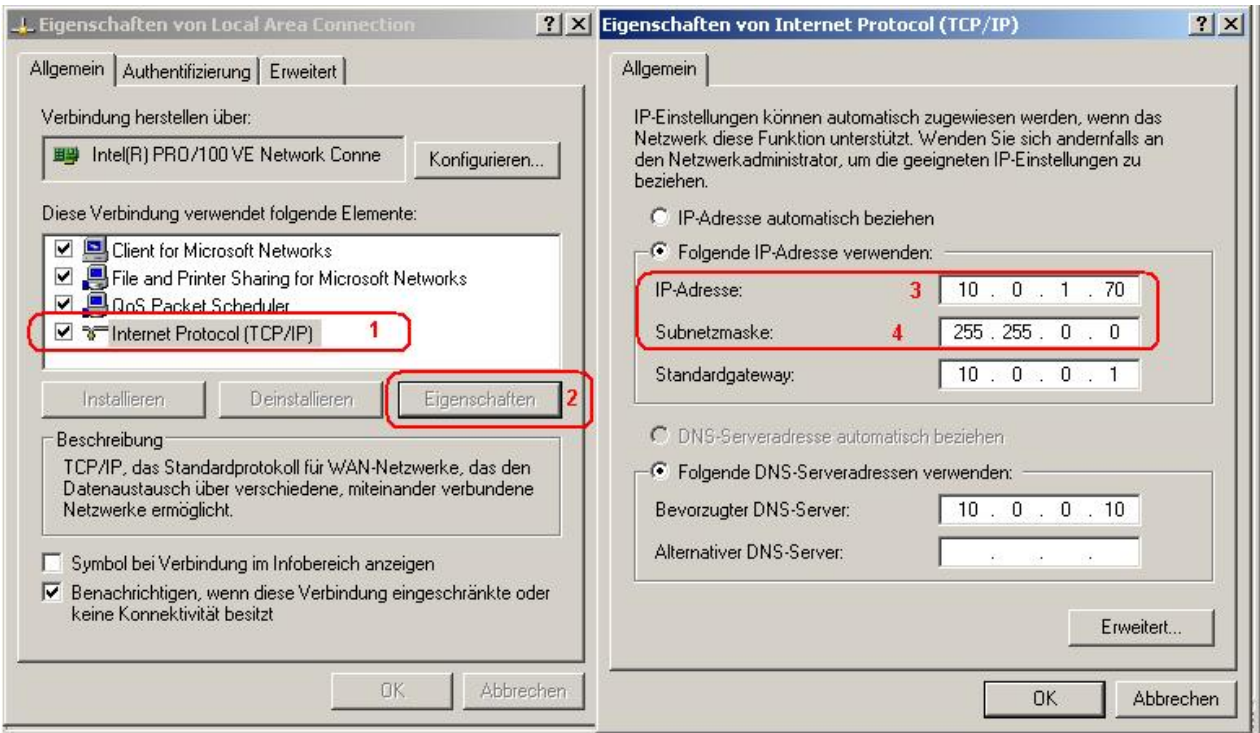 Eigenschaften von Local Area Connection
Allgemein
Authentifizierung
Erweitert
Verbindung herstellen über:
Intel(R) PRO/100 VE Network Conne
Konfigurieren...
Diese Verbindung verwendet folgende Elemente:
Client for Microsoft Networks
File and Printer Sharing for Microsoft Networks
QoS Packet Scheduler
Internet Protocol (TCP/IP)
1
Installieren
Deinstallieren
Eigenschaften
2
Beschreibung
TCP/IP, das Standardprotokoll für WAN-Netzwerke, das den
Datenaustausch über verschiedene, miteinander verbundene
Netzwerke ermöglicht.
Symbol bei Verbindung im Infobereich anzeigen
Benachrichtigen, wenn diese Verbindung eingeschränkte oder
keine Konnektivität besitzt
OK
Abbrechen
Eigenschaften von Internet Protocol (TCP/IP)
Allgemein
IP-Einstellungen können automatisch zugewiesen werden, wenn das
Netzwerk diese Funktion unterstützt. Wenden Sie sich andernfalls an
den Netzwerkadministrator, um die geeigneten IP-Einstellungen zu
beziehen.
IP-Adresse automatisch beziehen
Folgende IP-Adresse verwenden:
IP-Adresse: 3 10 . 0 . 1 . 70
Subnetzmaske: 4 255 . 255 . 0 . 0
Standardgateway: 10 . 0 . 0 . 1
DNS-Serveradresse automatisch beziehen
Folgende DNS-Serveradressen verwenden:
Bevorzugter DNS-Server: 10 . 0 . 0 . 10
Alternativer DNS-Server: . . .
Erweitert...
OK
Abbrechen